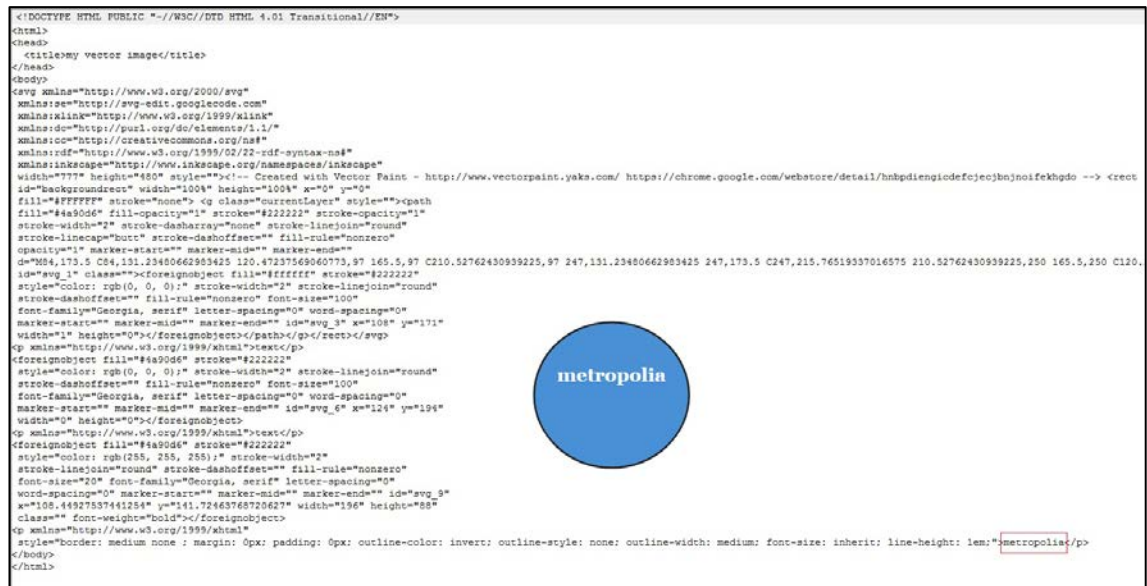 <!DOCTYPE HTML PUBLIC "-//W3C//DTD HTML 4.01 Transitional//EN">
<html>
<head>
<title>my vector image</title>
</head>
<body>
<svg xmlns="http://www.w3.org/2000/svg"
xmlns:se="http://svg-edit.googlecode.com"
xmlns:xlink="http://www.w3.org/1999/xlink"
xmlns:dc="http://purl.org/dc/elements/1.1/"
xmlns:cc="http://creativecommons.org/ns#"
xmlns:rdf="http://www.w3.org/1999/02/22-rdf-syntax-ns#"
xmlns:inkscape="http://www.inkscape.org/namespaces/inkscape"
width="777" height="480" style=""><!-- Created with Vector Paint - http://www.vectorpaint.yaks.com/ https://chrome.google.com/webstore/detail/hnbpdiengicdefcjecjbnjnoifekhgdo --> <rect
id="backgroundrect" width="100%" height="100%" x="0" y="0"
fill="#FFFFFF" stroke="none"> <g class="currentLayer" style=""><path
fill="#4a90d6" fill-opacity="1" stroke="#222222" stroke-opacity="1"
stroke-width="2" stroke-dasharray="none" stroke-linejoin="round"
stroke-linecap="butt" stroke-dashoffset="" fill-rule="nonzero"
opacity="1" marker-start="" marker-mid="" marker-end=""
d="M84,173.5 C84,131.23480662983425 120.47237569060773,97 165.5,97 C210.52762430939225,97 247,131.23480662983425 247,173.5 C247,215.76519337016575 210.52762430939225,250 165.5,250 C120.
id="svg_1" class=""><foreignobject fill="#ffffff" stroke="#222222"
style="color: rgb(0, 0, 0);" stroke-width="2" stroke-linejoin="round"
stroke-dashoffset="" fill-rule="nonzero" font-size="100"
font-family="Georgia, serif" letter-spacing="0" word-spacing="0"
marker-start="" marker-mid="" marker-end="" id="svg_3" x="108" y="171"
width="1" height="0"></foreignobject></path></g></rect></svg>
<p xmlns="http://www.w3.org/1999/xhtml">text</p>
<foreignobject fill="#4a90d6" stroke="#222222"
style="color: rgb(0, 0, 0);" stroke-width="2" stroke-linejoin="round"
stroke-dashoffset="" fill-rule="nonzero" font-size="100"
font-family="Georgia, serif" letter-spacing="0" word-spacing="0"
marker-start="" marker-mid="" marker-end="" id="svg_6" x="124" y="194"
width="0" height="0"></foreignobject>
<p xmlns="http://www.w3.org/1999/xhtml">text</p>
<foreignobject fill="#4a90d6" stroke="#222222"
style="color: rgb(255, 255, 255);" stroke-width="2"
stroke-linejoin="round" stroke-dashoffset="" fill-rule="nonzero"
font-size="20" font-family="Georgia, serif" letter-spacing="0"
word-spacing="0" marker-start="" marker-mid="" marker-end="" id="svg_9"
x="108.44927537441254" y="141.72463768720627" width="196" height="88"
class="" font-weight="bold"></foreignobject>
<p xmlns="http://www.w3.org/1999/xhtml"
style="border: medium none ; margin: 0px; padding: 0px; outline-color: invert; outline-style: none; outline-width: medium; font-size: inherit; line-height: 1em;">metropolia</p>
</body>
</html>
metropolia